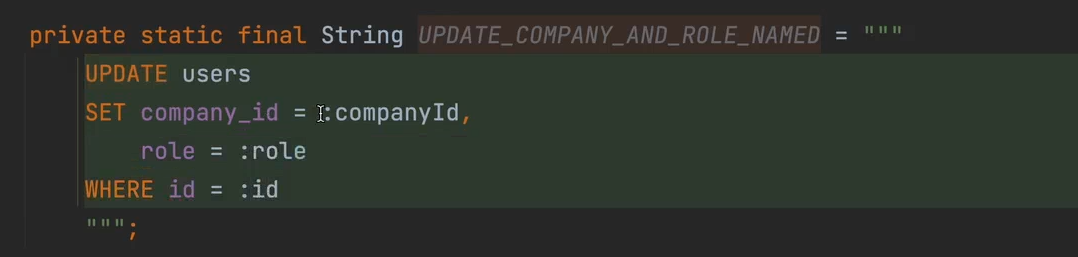 private static final String UPDATE_COMPANY_AND_ROLE_NAMED = """
UPDATE users
SET company_id = :companyId,
role = :role
WHERE id = :id
""";